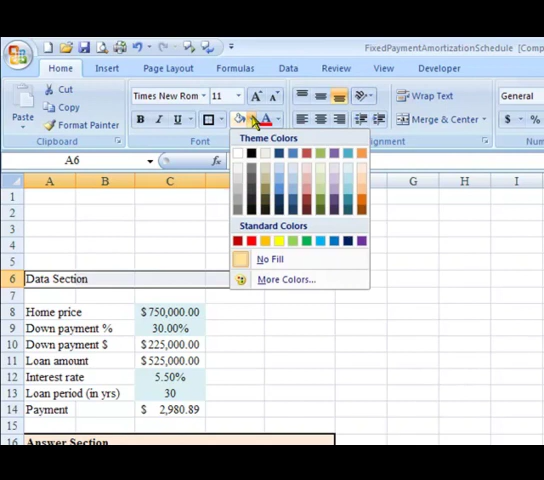 FixedPaymentAmortizationSchedule [Comp
Home Insert Page Layout Formulas Data Review View Developer
Paste
Cut
Copy
Format Painter
Clipboard
Times New Rom 11 A A
B I U A
Font
Wrap Text
Merge & Center
Alignment
General
$ %
Nu
A6 fx
Theme Colors
Standard Colors
No Fill
More Colors...
A B C G H I
1
2
3
4
5
6 Data Section
7
8 Home price $750,000.00
9 Down payment % 30.00%
10 Down payment $ $225,000.00
11 Loan amount $525,000.00
12 Interest rate 5.50%
13 Loan period (in yrs) 30
14 Payment $ 2,980.89
15
16 Answer Section